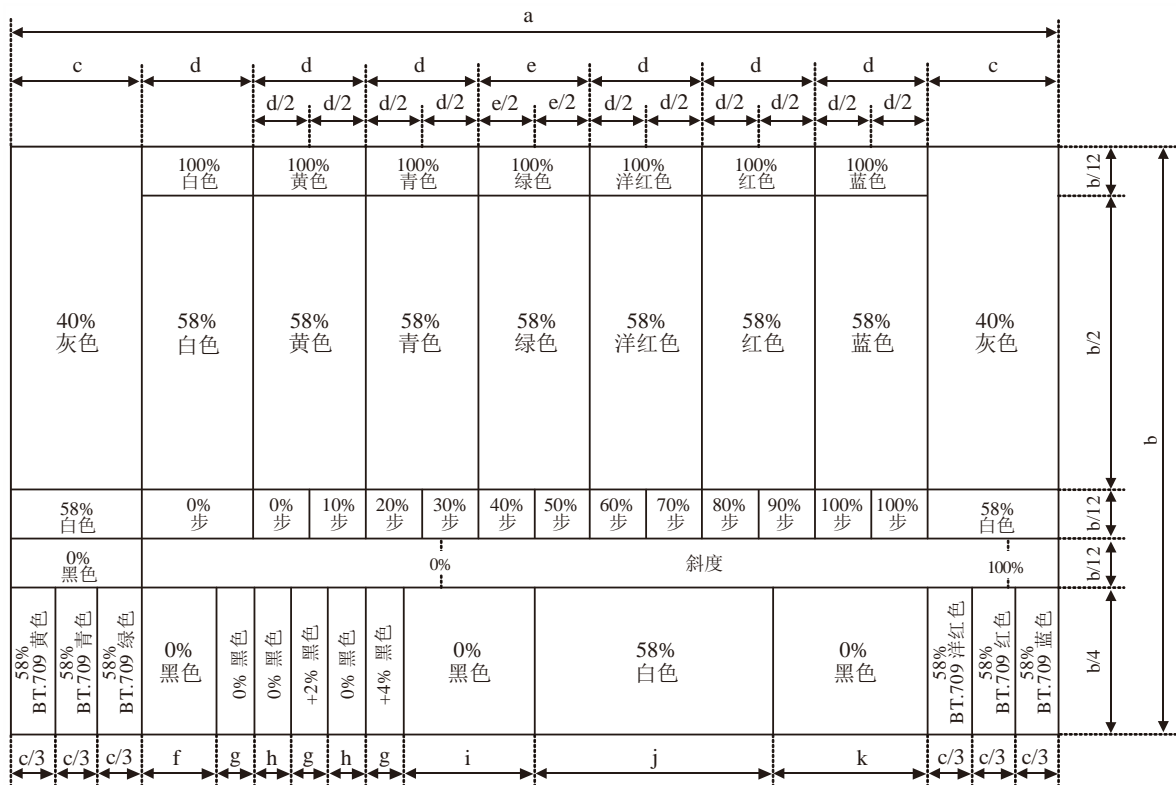 a
c d d d e d d d c
d/2 d/2 d/2 d/2 e/2 e/2 d/2 d/2 d/2 d/2 d/2 d/2
100% 100% 100% 100% 100% 100% 100%
白色 黄色 青色 绿色 洋红色 红色 蓝色
b/12
40% 58% 58% 58% 58% 58% 58% 58% 40%
灰色 白色 黄色 青色 绿色 洋红色 红色 蓝色 灰色
b/2
b
58% 0% 0% 10% 20% 30% 40% 50% 60% 70% 80% 90% 100% 100% 58%
白色 步 步 步 步 步 步 步 步 步 步 步 步 步 白色
b/12
0%
黑色
0% 斜度 100%
b/12
58%
BT.709 黄色
58%
BT.709 青色
58%
BT.709 绿色
0%
黑色
0% 黑色
0% 黑色
+2% 黑色
0% 黑色
+4% 黑色
0%
黑色
58%
白色
0%
黑色
58%
BT.709 洋红色
58%
BT.709 红色
58%
BT.709 蓝色
b/4
c/3 c/3 c/3 f g h g h g i j k c/3 c/3 c/3